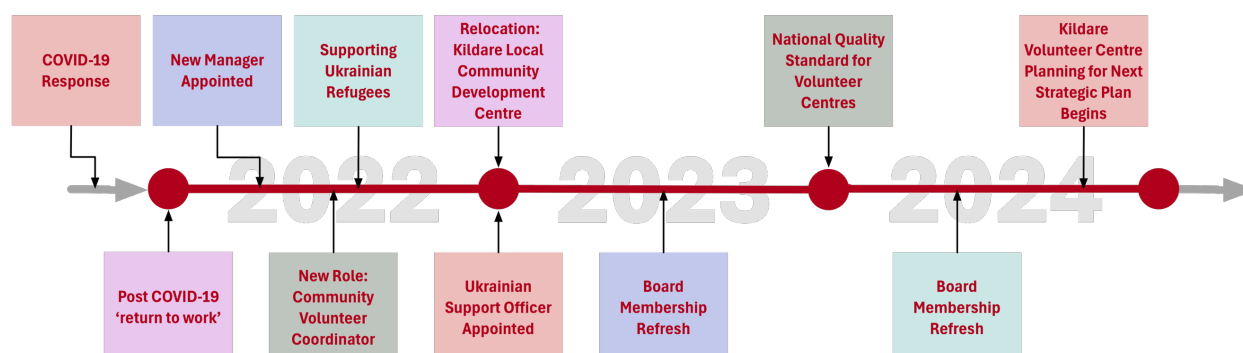 COVID-19
Response
New Manager
Appointed
Supporting
Ukrainian
Refugees
Relocation:
Kildare Local
Community
Development
Centre
National Quality
Standard for
Volunteer
Centres
Kildare
Volunteer Centre
Planning for Next
Strategic Plan
Begins
2022
2023
2024
Post COVID-19
‘return to work’
New Role:
Community
Volunteer
Coordinator
Ukrainian
Support Officer
Appointed
Board
Membership
Refresh
Board
Membership
Refresh